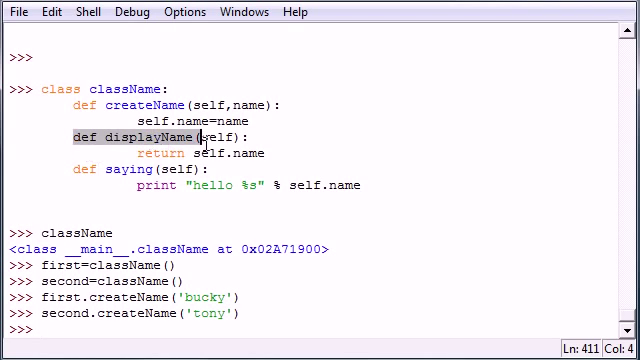 File Edit Shell Debug Options Windows Help
>>>
>>> class className:
def createName(self,name):
self.name=name
def displayName(self):
return self.name
def saying(self):
print "hello %s" % self.name
>>> className
<class __main__.className at 0x02A71900>
>>> first=className()
>>> second=className()
>>> first.createName('bucky')
>>> second.createName('tony')
>>>
Ln: 411 Col: 4